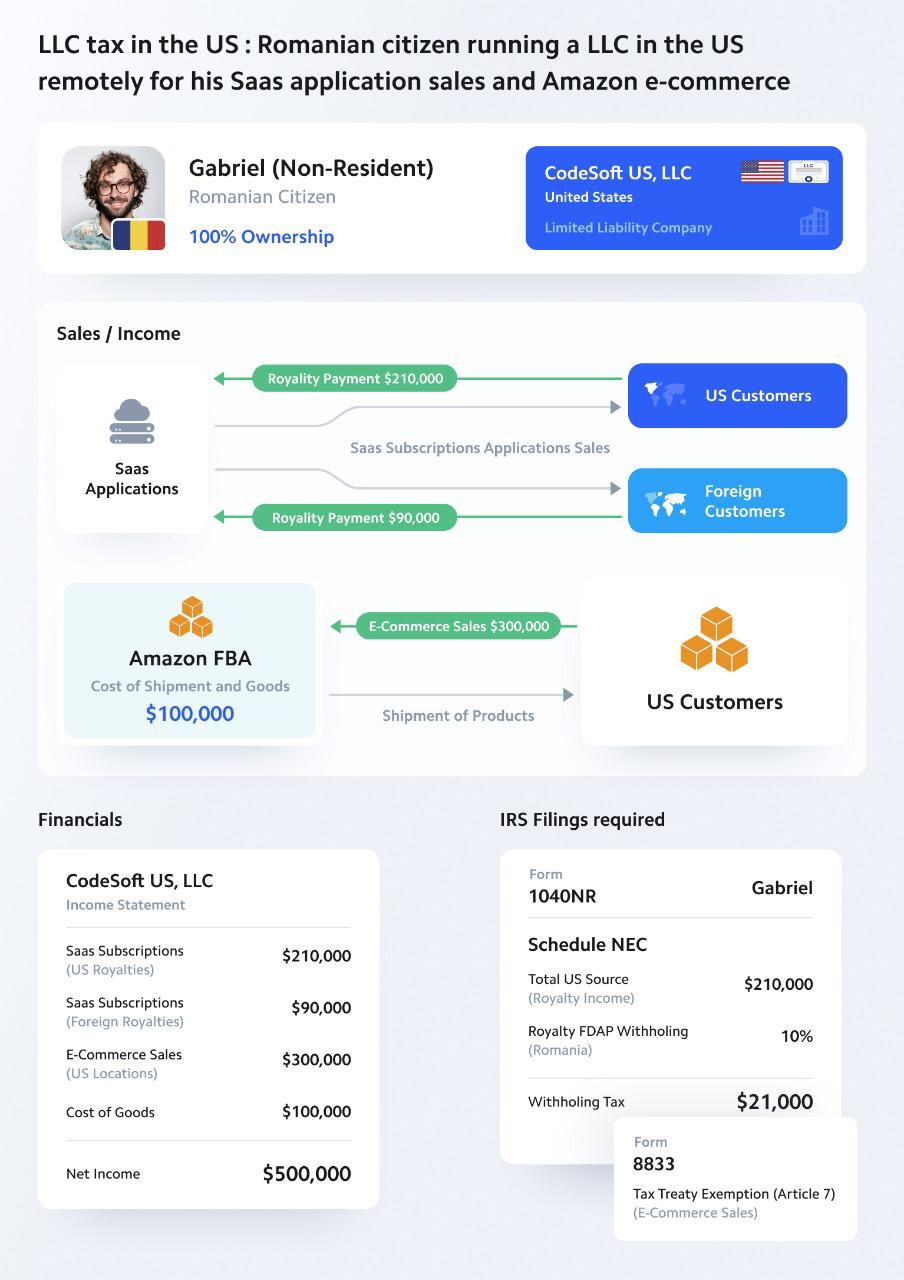 LLC tax in the US : Romanian citizen running a LLC in the US
remotely for his Saas application sales and Amazon e-commerce
Gabriel (Non-Resident)
Romanian Citizen
100% Ownership
CodeSoft US, LLC
LLC
United States
Limited Liability Company
Sales / Income
Royality Payment $210,000
US Customers
Saas Subscriptions Applications Sales
Saas
Applications
Foreign
Customers
Royality Payment $90,000
Amazon FBA
Cost of Shipment and Goods
$100,000
E-Commerce Sales $300,000
Shipment of Products
US Customers
Financials
CodeSoft US, LLC
Income Statement
Saas Subscriptions $210,000
(US Royalties)
Saas Subscriptions $90,000
(Foreign Royalties)
E-Commerce Sales $300,000
(US Locations)
Cost of Goods $100,000
Net Income $500,000
IRS Filings required
Form
1040NR Gabriel
Schedule NEC
Total US Source $210,000
(Royalty Income)
Royalty FDAP Withholing 10%
(Romania)
Withholing Tax $21,000
Form
8833
Tax Treaty Exemption (Article 7)
(E-Commerce Sales)